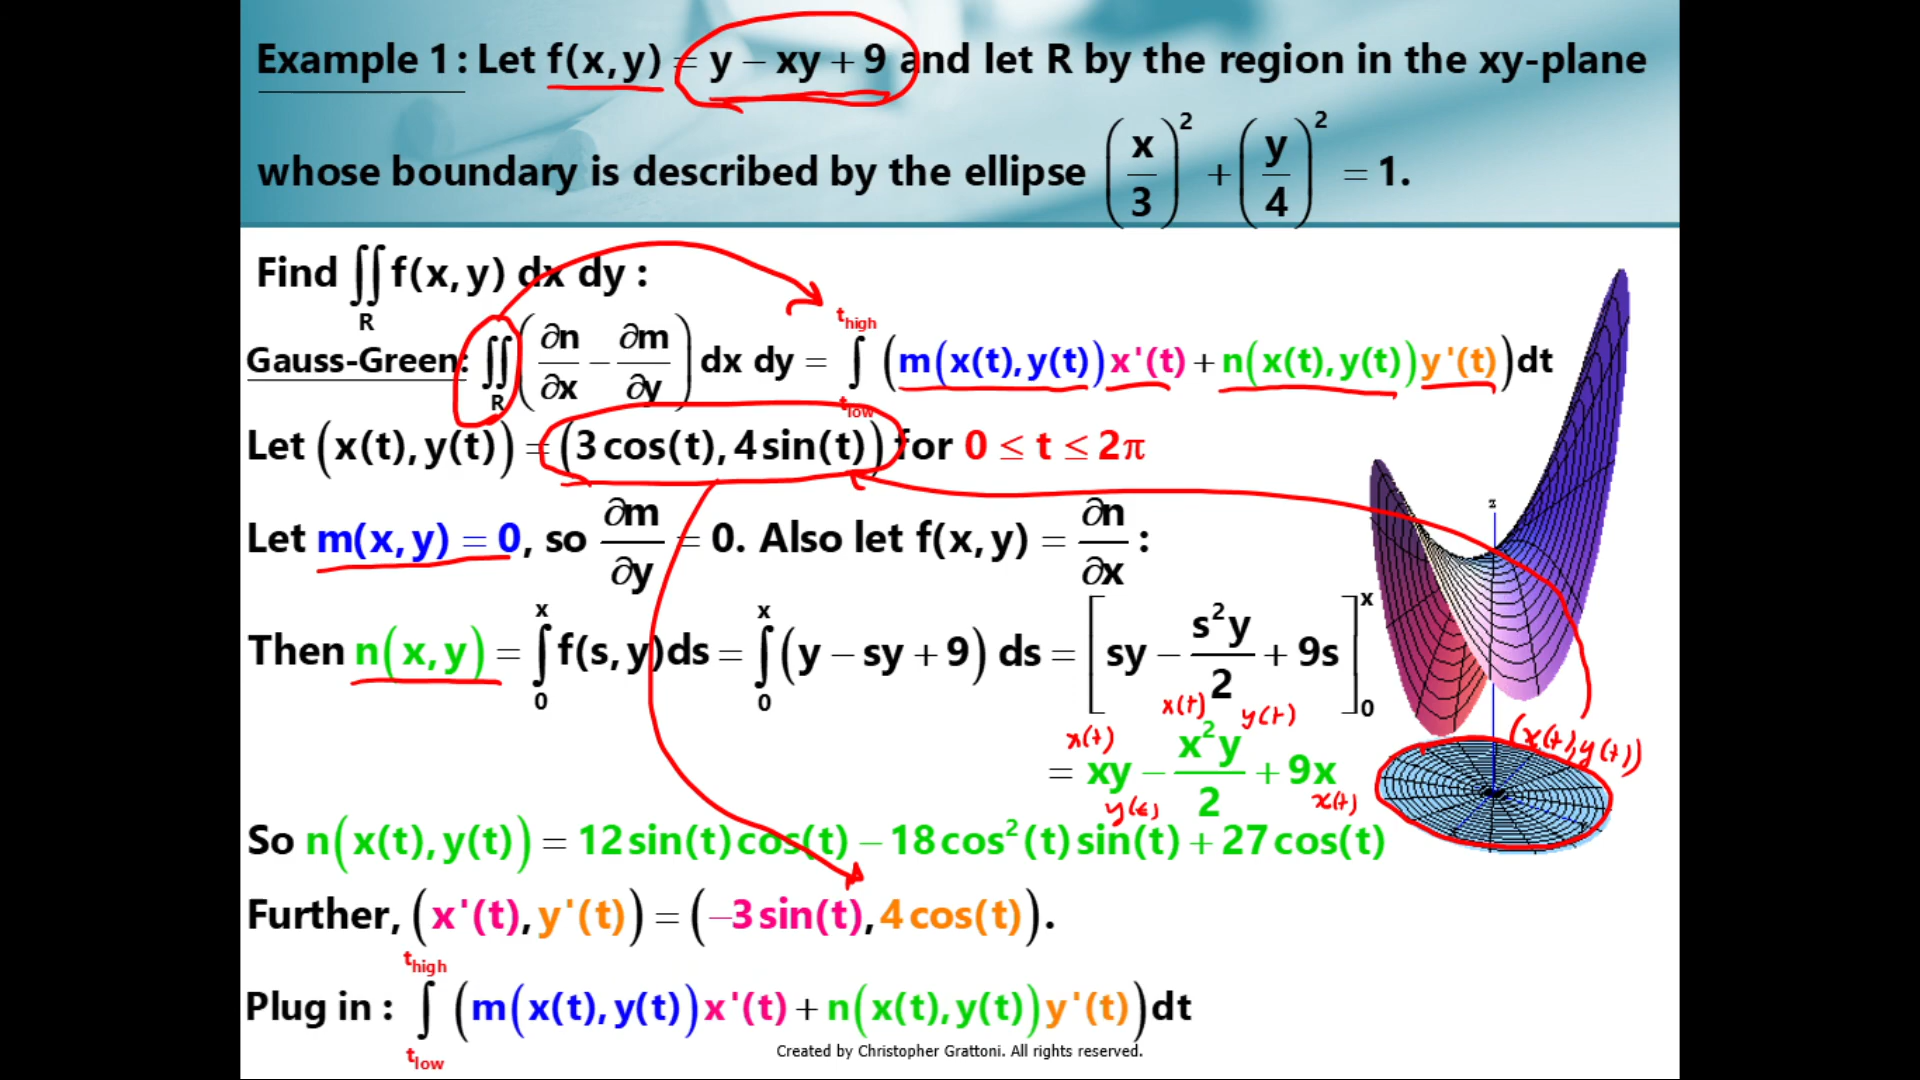 Example 1: Let f(x,y) = y − xy + 9 and let R by the region in the xy-plane
whose boundary is described by the ellipse (x/3)² + (y/4)² = 1.
Find ∬_R f(x,y) dx dy :
Gauss-Green: ∬_R (∂n/∂x − ∂m/∂y) dx dy = ∫_{t_low}^{t_high} (m(x(t),y(t)) x'(t) + n(x(t),y(t)) y'(t)) dt
Let (x(t),y(t)) = (3cos(t), 4sin(t)) for 0 ≤ t ≤ 2π
Let m(x,y) = 0, so ∂m/∂y = 0. Also let f(x,y) = ∂n/∂x :
z
Then n(x,y) = ∫_0^x f(s,y)ds = ∫_0^x (y − sy + 9) ds = [sy − s²y/2 + 9s]_0^x
x(t) x(t) y(t)
(x(t),y(t))
= xy − x²y/2 + 9x
y(t) x(t)
So n(x(t),y(t)) = 12sin(t)cos(t) − 18cos²(t)sin(t) + 27cos(t)
Further, (x'(t), y'(t)) = (−3sin(t), 4cos(t)).
Plug in : ∫_{t_low}^{t_high} (m(x(t),y(t)) x'(t) + n(x(t),y(t)) y'(t)) dt
Created by Christopher Grattoni. All rights reserved.